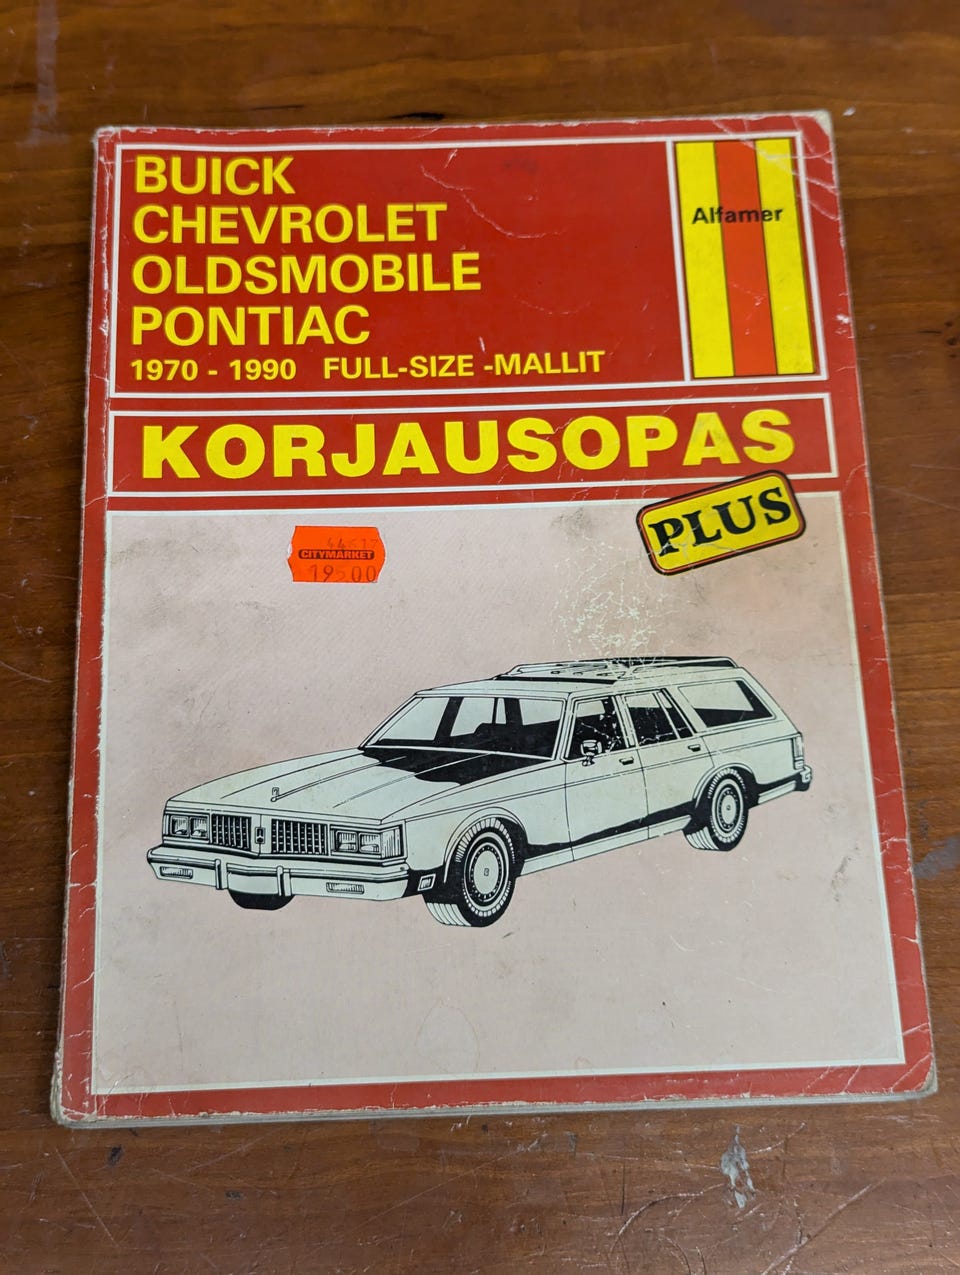 BUICK
CHEVROLET
OLDSMOBILE
PONTIAC
1970 - 1990 FULL-SIZE -MALLIT
Alfamer
KORJAUSOPAS
PLUS
CITYMARKET
19.00